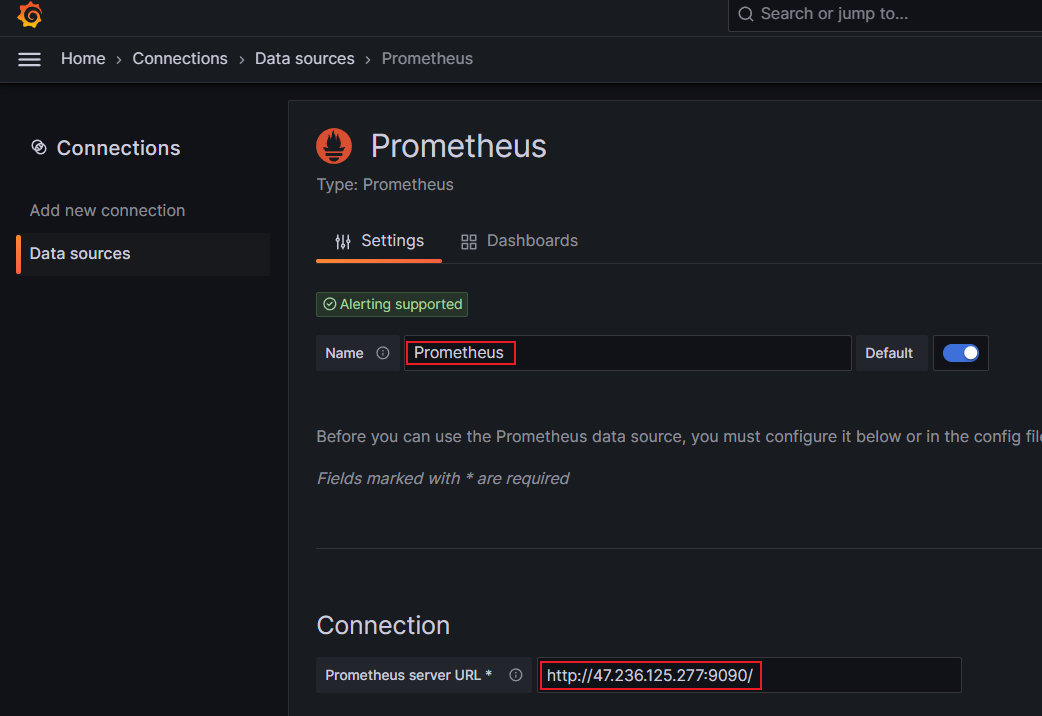 Search or jump to...
Home › Connections › Data sources › Prometheus
Connections
Add new connection
Data sources
Prometheus
Type: Prometheus
Settings Dashboards
Alerting supported
Name Prometheus Default
Before you can use the Prometheus data source, you must configure it below or in the config file
Fields marked with * are required
Connection
Prometheus server URL * http://47.236.125.277:9090/